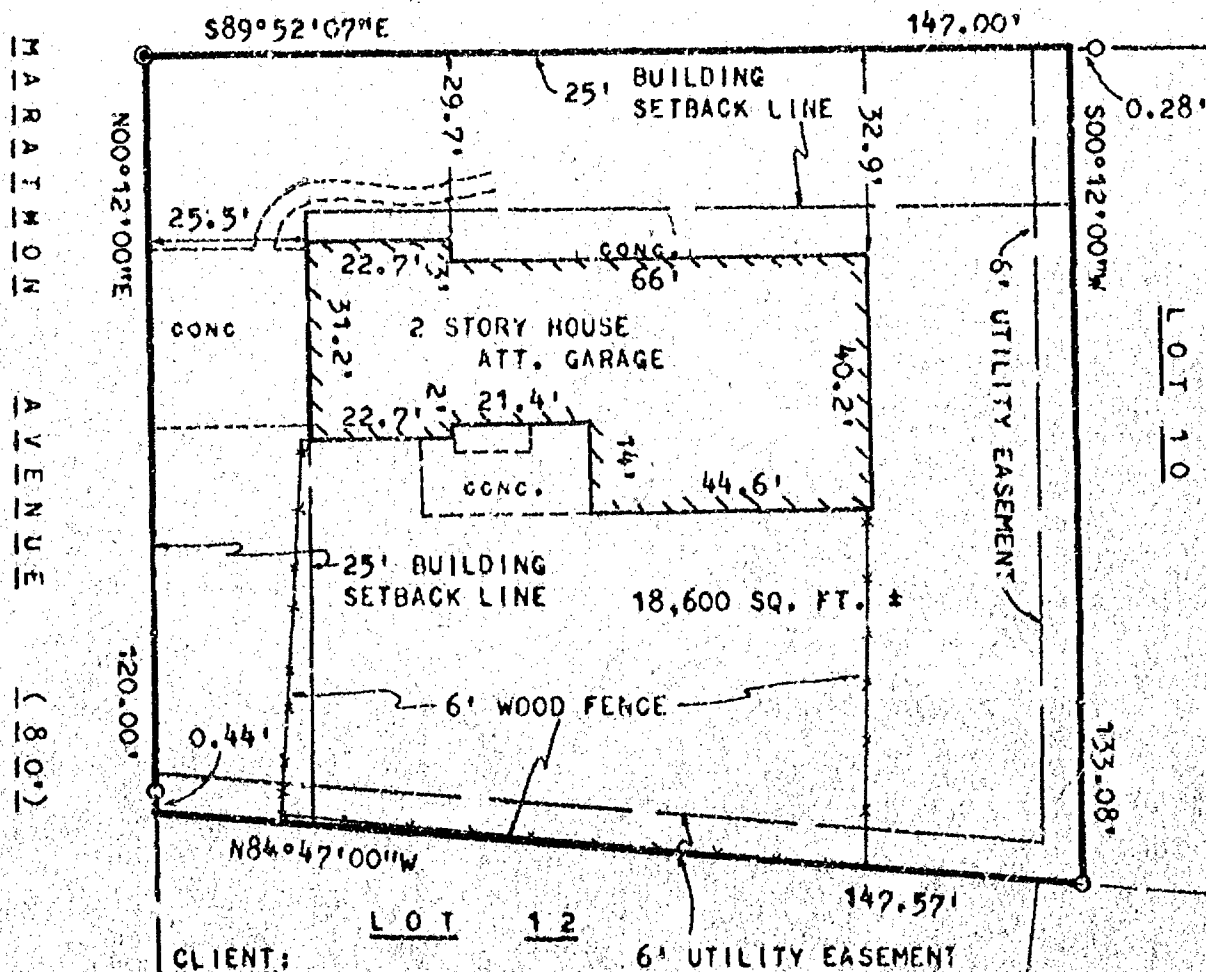 S89°52'07"E
147.00'
25' BUILDING
SETBACK LINE
0.28'
29.7'
32.9'
N00°12'00"E
S00°12'00"W
25.5'
CONC.
22.7'
3'
66'
6' UTILITY EASEMENT
MARATHON AVENUE (80')
LOT 10
CONC
31.2'
2 STORY HOUSE
ATT. GARAGE
40.2'
22.7'
2'
21.4'
14'
CONC.
44.6'
25' BUILDING
SETBACK LINE
18,600 SQ. FT. ±
6' WOOD FENCE
120.00'
0.44'
133.08'
N84°47'00"W
147.57'
LOT 12
CLIENT:
6' UTILITY EASEMENT